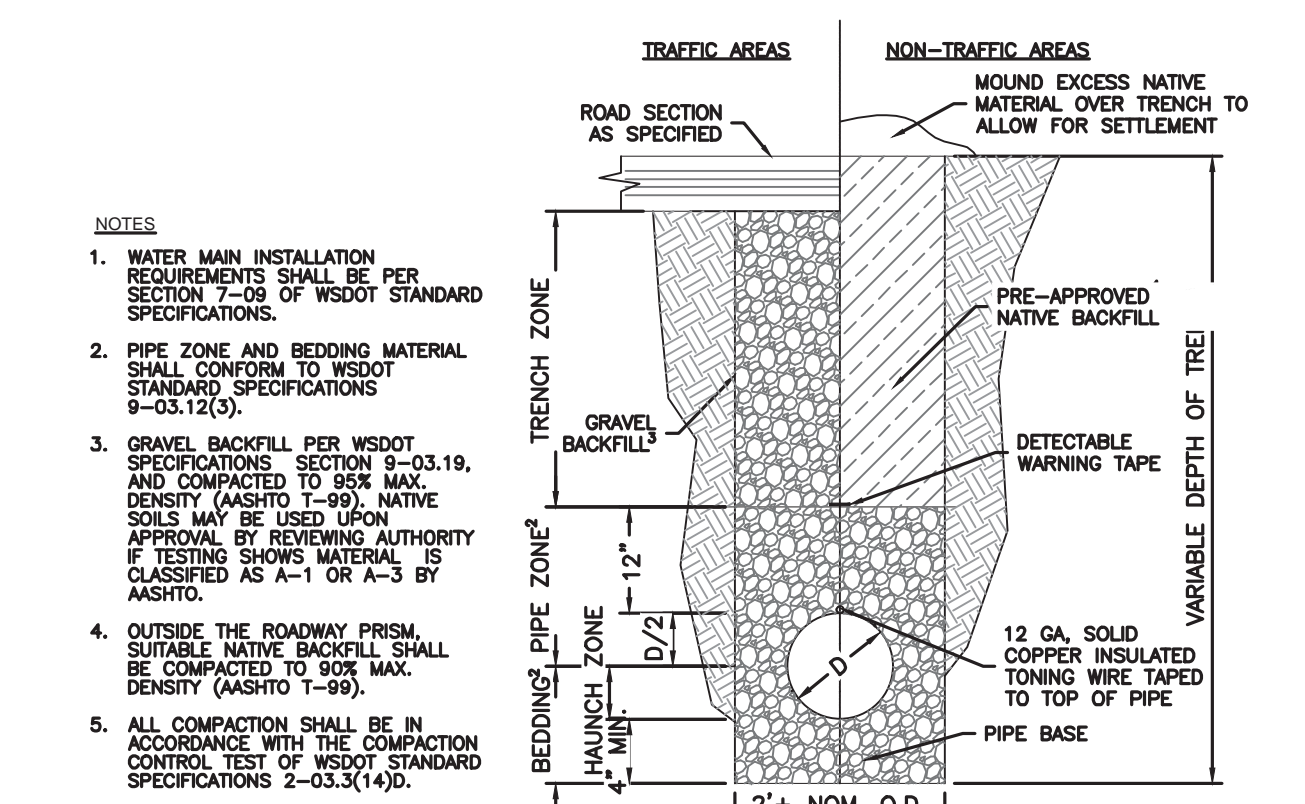 TRAFFIC AREAS
NON-TRAFFIC AREAS
MOUND EXCESS NATIVE
MATERIAL OVER TRENCH TO
ALLOW FOR SETTLEMENT
ROAD SECTION
AS SPECIFIED
NOTES
1. WATER MAIN INSTALLATION
REQUIREMENTS SHALL BE PER
SECTION 7-09 OF WSDOT STANDARD
SPECIFICATIONS.
2. PIPE ZONE AND BEDDING MATERIAL
SHALL CONFORM TO WSDOT
STANDARD SPECIFICATIONS
9-03.12(3).
3. GRAVEL BACKFILL PER WSDOT
SPECIFICATIONS SECTION 9-03.19,
AND COMPACTED TO 95% MAX.
DENSITY (AASHTO T-99). NATIVE
SOILS MAY BE USED UPON
APPROVAL BY REVIEWING AUTHORITY
IF TESTING SHOWS MATERIAL IS
CLASSIFIED AS A-1 OR A-3 BY
AASHTO.
4. OUTSIDE THE ROADWAY PRISM,
SUITABLE NATIVE BACKFILL SHALL
BE COMPACTED TO 90% MAX.
DENSITY (AASHTO T-99).
5. ALL COMPACTION SHALL BE IN
ACCORDANCE WITH THE COMPACTION
CONTROL TEST OF WSDOT STANDARD
SPECIFICATIONS 2-03.3(14)D.
TRENCH ZONE
GRAVEL
BACKFILL³
PIPE ZONE²
12"
D/2
BEDDING²
HAUNCH ZONE
4" MIN.
D
PRE-APPROVED
NATIVE BACKFILL
DETECTABLE
WARNING TAPE
VARIABLE DEPTH OF
12 GA, SOLID
COPPER INSULATED
TONING WIRE TAPED
TO TOP OF PIPE
PIPE BASE
2'+ NOM. O.D.